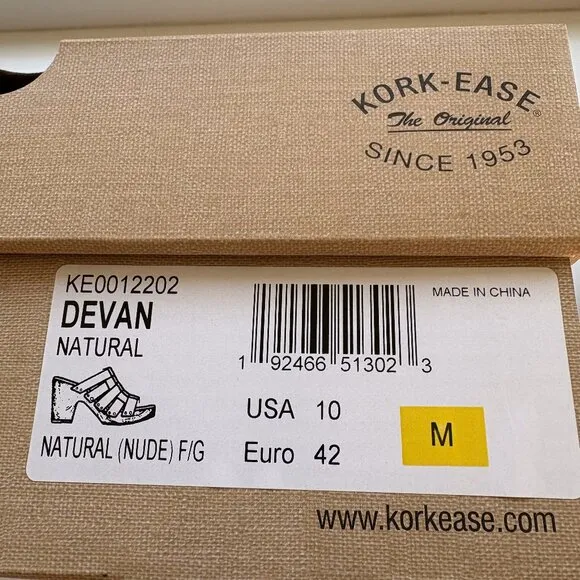 KORK-EASE®
The Original
SINCE 1953
KE0012202
DEVAN
NATURAL
MADE IN CHINA
1 92466 51302 3
USA 10
Euro 42
M
NATURAL (NUDE) F/G
www.korkease.com